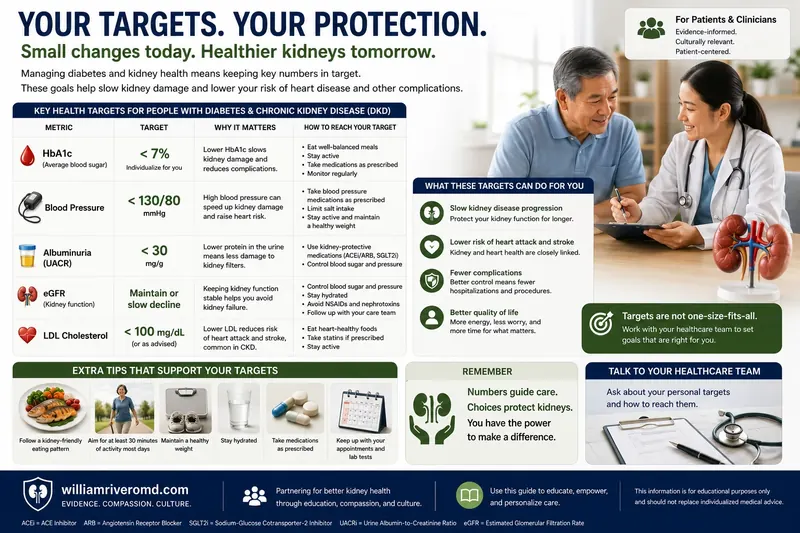 YOUR TARGETS. YOUR PROTECTION.
Small changes today. Healthier kidneys tomorrow.
Managing diabetes and kidney health means keeping key numbers in target.
These goals help slow kidney damage and lower your risk of heart disease and other complications.
For Patients & Clinicians
Evidence-informed.
Culturally relevant.
Patient-centered.
KEY HEALTH TARGETS FOR PEOPLE WITH DIABETES & CHRONIC KIDNEY DISEASE (DKD)
METRIC
TARGET
WHY IT MATTERS
HOW TO REACH YOUR TARGET
HbA1c
(Average blood sugar)
< 7%
Individualize for you
Lower HbA1c slows
kidney damage and
reduces complications.
• Eat well-balanced meals
• Stay active
• Take medications as prescribed
• Monitor regularly
Blood Pressure
< 130/80
mmHg
High blood pressure can
speed up kidney damage
and raise heart risk.
• Take blood pressure
medications as prescribed
• Limit salt intake
• Stay active and maintain
a healthy weight
Albuminuria
(UACR)
< 30
mg/g
Lower protein in the urine
means less damage to
kidney filters.
• Use kidney-protective
medications (ACEi/ARB, SGLT2i)
• Control blood sugar and pressure
eGFR
(Kidney function)
Maintain or
slow decline
Keeping kidney function
stable helps you avoid
kidney failure.
• Control blood sugar and pressure
• Stay hydrated
• Avoid NSAIDs and nephrotoxins
• Follow up with your care team
LDL Cholesterol
< 100 mg/dL
(or as advised)
Lower LDL reduces risk
of heart attack and stroke,
common in CKD.
• Eat heart-healthy foods
• Take statins if prescribed
• Stay active
WHAT THESE TARGETS CAN DO FOR YOU
Slow kidney disease progression
Protect your kidney function for longer.
Lower risk of heart attack and stroke
Kidney and heart health are closely linked.
Fewer complications
Better control means fewer
hospitalizations and procedures.
Better quality of life
More energy, less worry, and
more time for what matters.
Targets are not one-size-fits-all.
Work with your healthcare team to set
goals that are right for you.
EXTRA TIPS THAT SUPPORT YOUR TARGETS
Follow a kidney-friendly
eating pattern
Aim for at least 30 minutes
of activity most days
Maintain a healthy
weight
Stay hydrated
Take medications
as prescribed
Keep up with your
appointments and
lab tests
REMEMBER
Numbers guide care.
Choices protect kidneys.
You have the power
to make a difference.
TALK TO YOUR HEALTHCARE TEAM
Ask about your personal targets
and how to reach them.
williamriveromd.com
EVIDENCE. COMPASSION. CULTURE.
Partnering for better kidney health
through education, compassion, and culture.
Use this guide to educate, empower,
and personalize care.
This information is for educational purposes only
and should not replace individualized medical advice.
ACEi = ACE Inhibitor ARB = Angiotensin Receptor Blocker SGLT2i = Sodium-Glucose Cotransporter-2 Inhibitor UACRi = Urine Albumin-to-Creatinine Ratio eGFR = Estimated Glomerular Filtration Rate